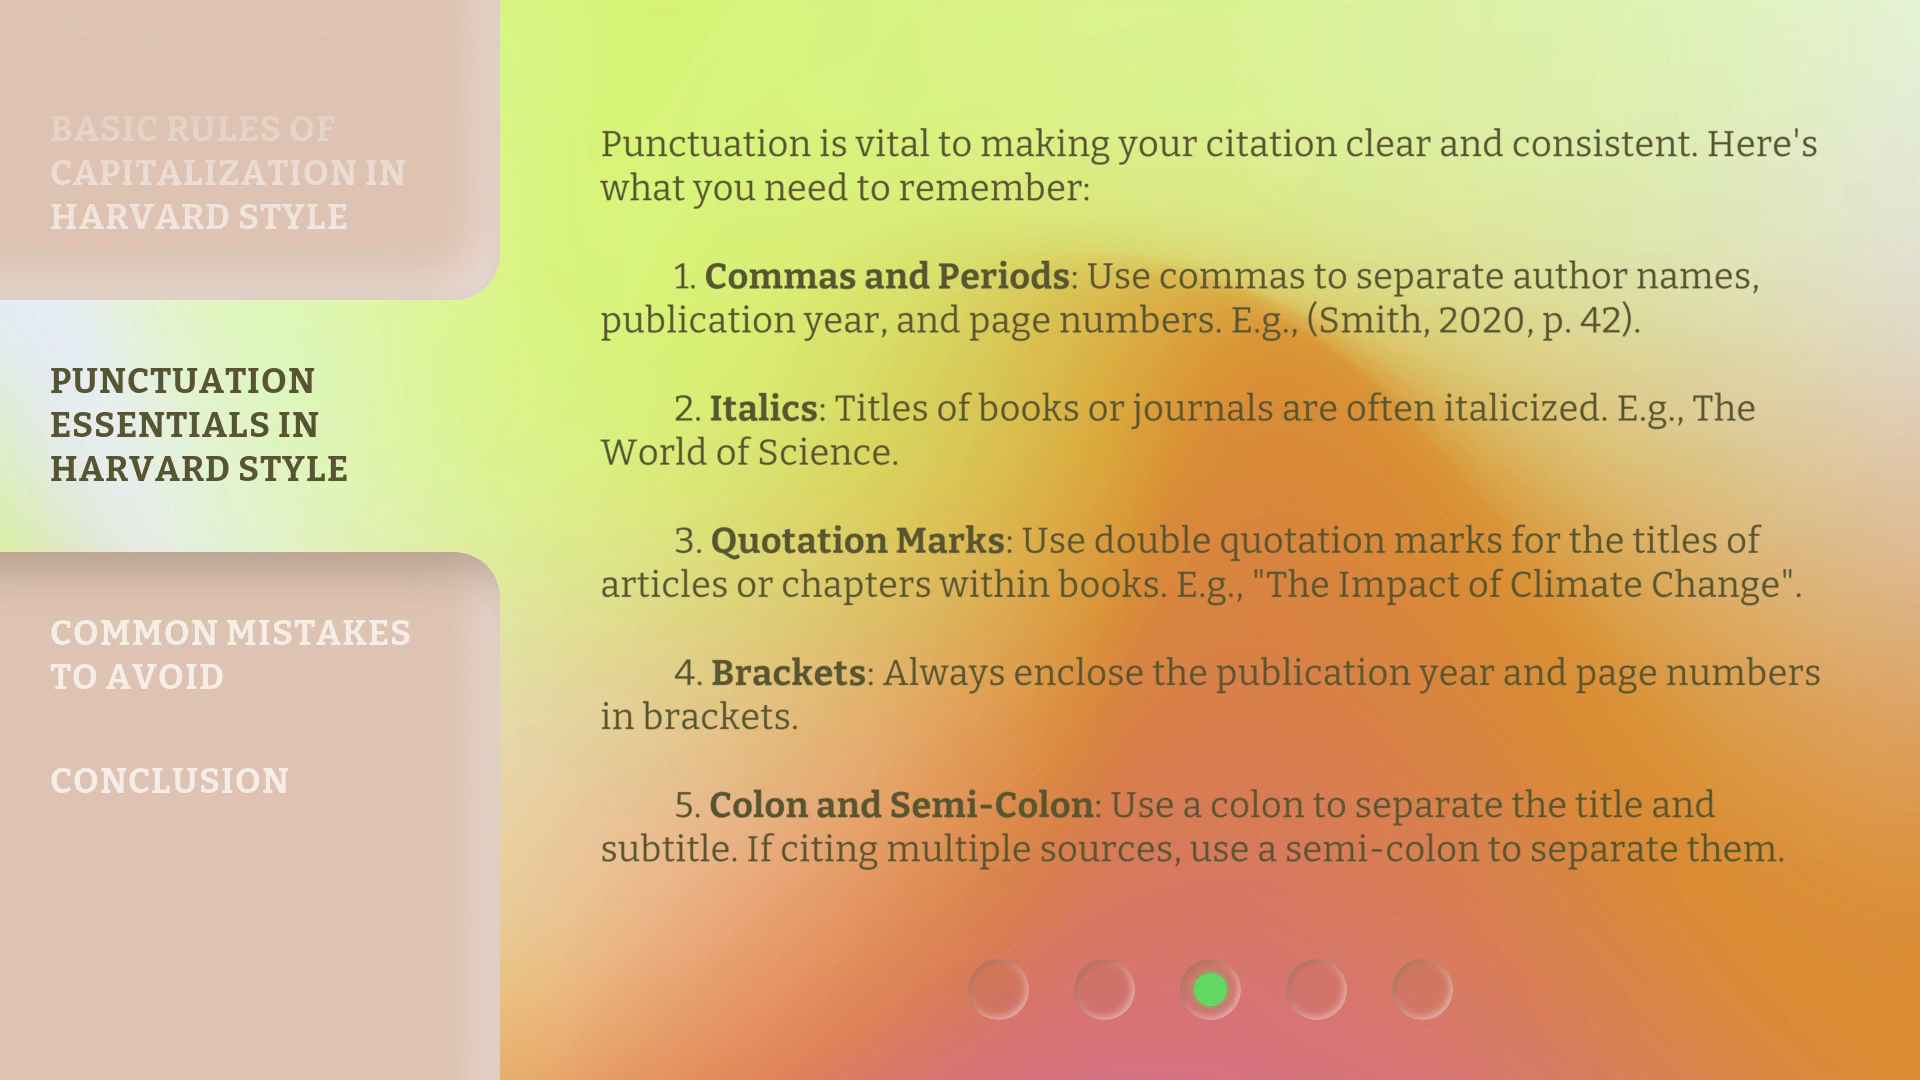 BASIC RULES OF
CAPITALIZATION IN
HARVARD STYLE
PUNCTUATION
ESSENTIALS IN
HARVARD STYLE
COMMON MISTAKES
TO AVOID
CONCLUSION
Punctuation is vital to making your citation clear and consistent. Here's
what you need to remember:
1. Commas and Periods: Use commas to separate author names,
publication year, and page numbers. E.g., (Smith, 2020, p. 42).
2. Italics: Titles of books or journals are often italicized. E.g., The
World of Science.
3. Quotation Marks: Use double quotation marks for the titles of
articles or chapters within books. E.g., "The Impact of Climate Change".
4. Brackets: Always enclose the publication year and page numbers
in brackets.
5. Colon and Semi-Colon: Use a colon to separate the title and
subtitle. If citing multiple sources, use a semi-colon to separate them.